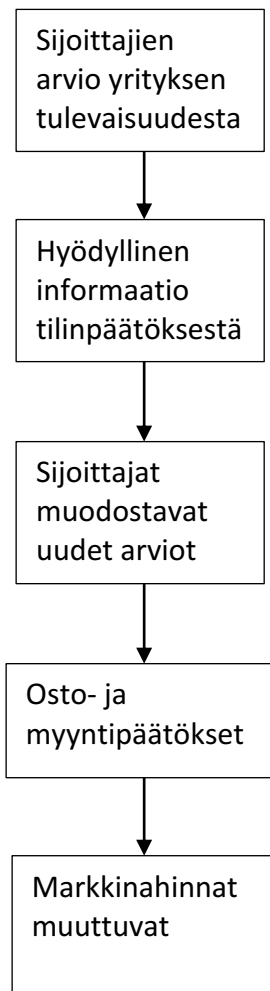 Sijoittajien
arvio yrityksen
tulevaisuudesta
Hyödyllinen
informaatio
tilinpäätöksestä
Sijoittajat
muodostavat
uudet arviot
Osto- ja
myyntipäätökset
Markkinahinnat
muuttuvat